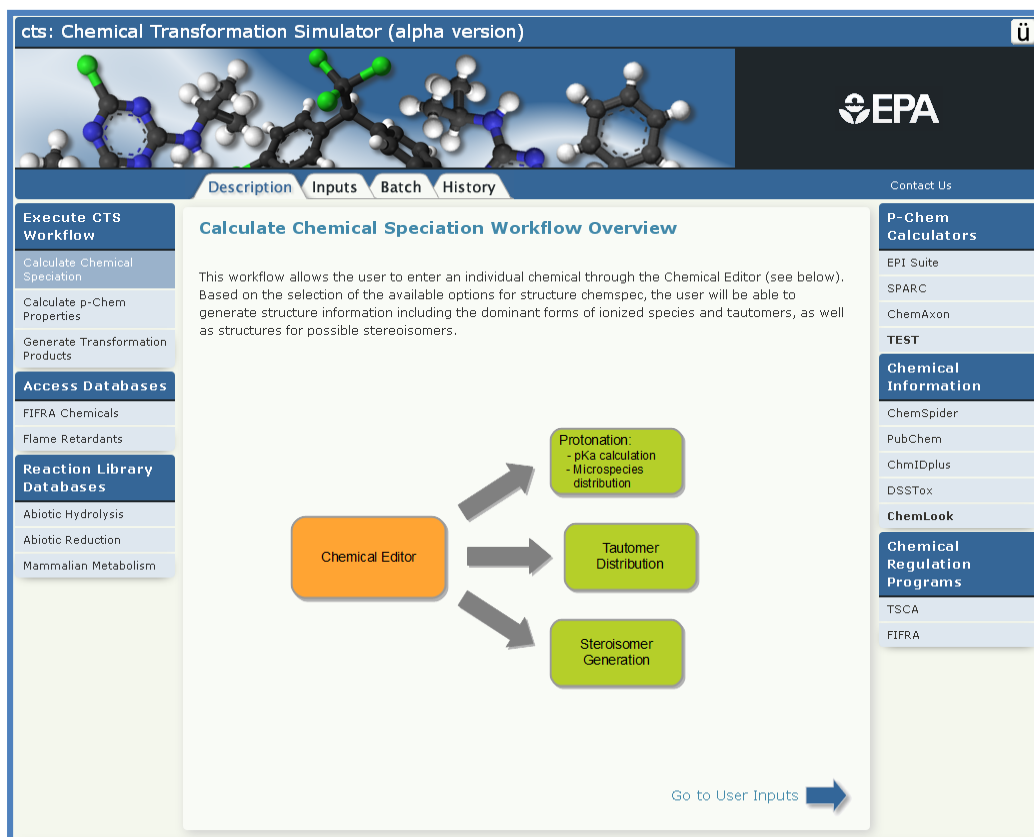 cts: Chemical Transformation Simulator (alpha version)
ü
EPA
Description
Inputs
Batch
History
Contact Us
Execute CTS
Workflow
Calculate Chemical
Speciation
Calculate p-Chem
Properties
Generate Transformation
Products
Access Databases
FIFRA Chemicals
Flame Retardants
Reaction Library
Databases
Abiotic Hydrolysis
Abiotic Reduction
Mammalian Metabolism
Calculate Chemical Speciation Workflow Overview
This workflow allows the user to enter an individual chemical through the Chemical Editor (see below).
Based on the selection of the available options for structure chemspec, the user will be able to
generate structure information including the dominant forms of ionized species and tautomers, as well
as structures for possible stereoisomers.
Chemical Editor
Protonation:
- pKa calculation
- Microspecies
distribution
Tautomer
Distribution
Steroisomer
Generation
Go to User Inputs
P-Chem
Calculators
EPI Suite
SPARC
ChemAxon
TEST
Chemical
Information
ChemSpider
PubChem
ChmIDplus
DSSTox
ChemLook
Chemical
Regulation
Programs
TSCA
FIFRA